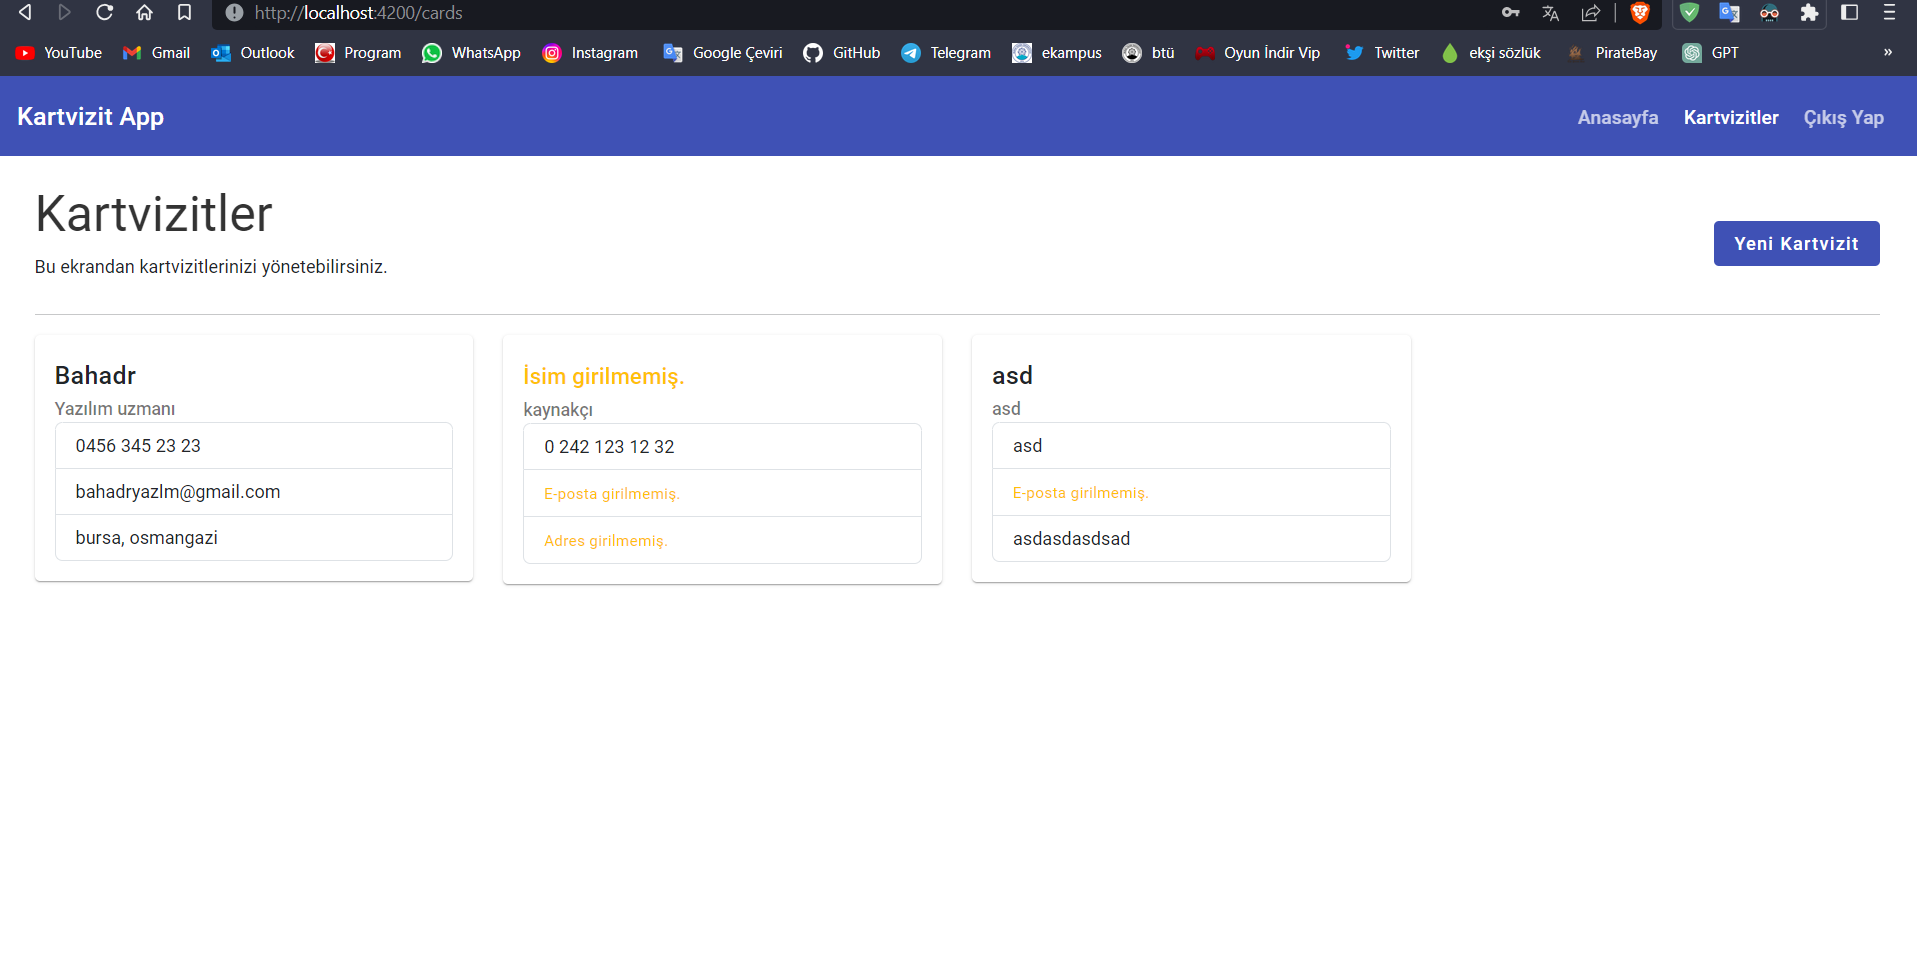 http://localhost:4200/cards
YouTube Gmail Outlook Program WhatsApp Instagram Google Çeviri GitHub Telegram ekampus btü Oyun İndir Vip Twitter ekşi sözlük PirateBay GPT »
Kartvizit App Anasayfa Kartvizitler Çıkış Yap
Kartvizitler
Yeni Kartvizit
Bu ekrandan kartvizitlerinizi yönetebilirsiniz.
Bahadr
Yazılım uzmanı
0456 345 23 23
bahadryazlm@gmail.com
bursa, osmangazi
İsim girilmemiş.
kaynakçı
0 242 123 12 32
E-posta girilmemiş.
Adres girilmemiş.
asd
asd
asd
E-posta girilmemiş.
asdasdasdsad